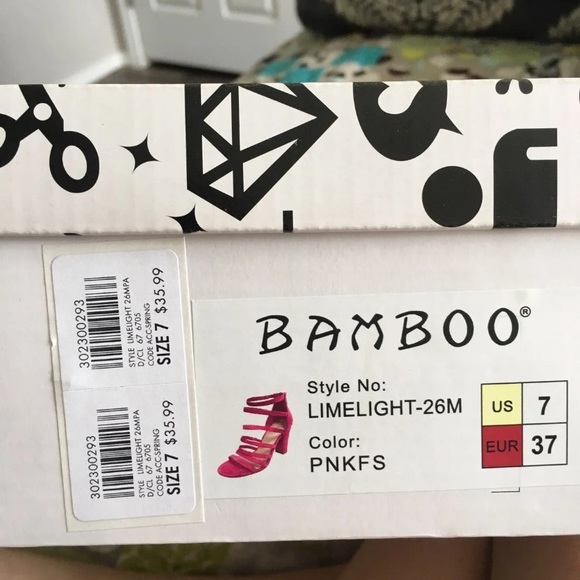 302300293
STYLE LIMELIGHT 26MPA
D/CL 67 6705
CODE ACC-SPRING
SIZE 7 $35.99
302300293
STYLE LIMELIGHT 26MPA
D/CL 67 6705
CODE ACC-SPRING
SIZE 7 $35.99
BAMBOO®
Style No:
LIMELIGHT-26M
Color:
PNKFS
US 7
EUR 37